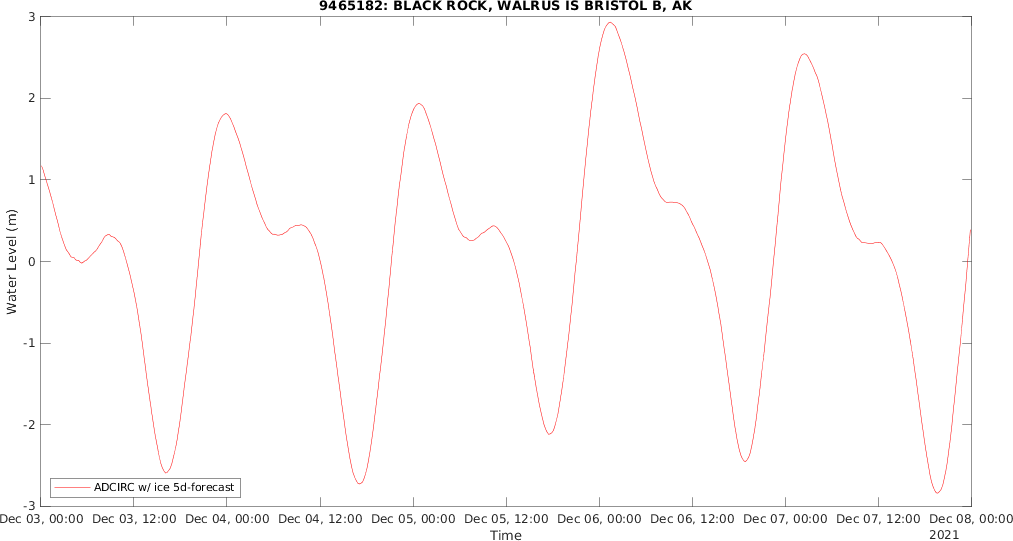 9465182: BLACK ROCK, WALRUS IS BRISTOL B, AK
Water Level (m)
3
2
1
0
-1
-2
-3
ADCIRC w/ ice 5d-forecast
Dec 03, 00:00 Dec 03, 12:00 Dec 04, 00:00 Dec 04, 12:00 Dec 05, 00:00 Dec 05, 12:00 Dec 06, 00:00 Dec 06, 12:00 Dec 07, 00:00 Dec 07, 12:00 Dec 08, 00:00
Time
2021